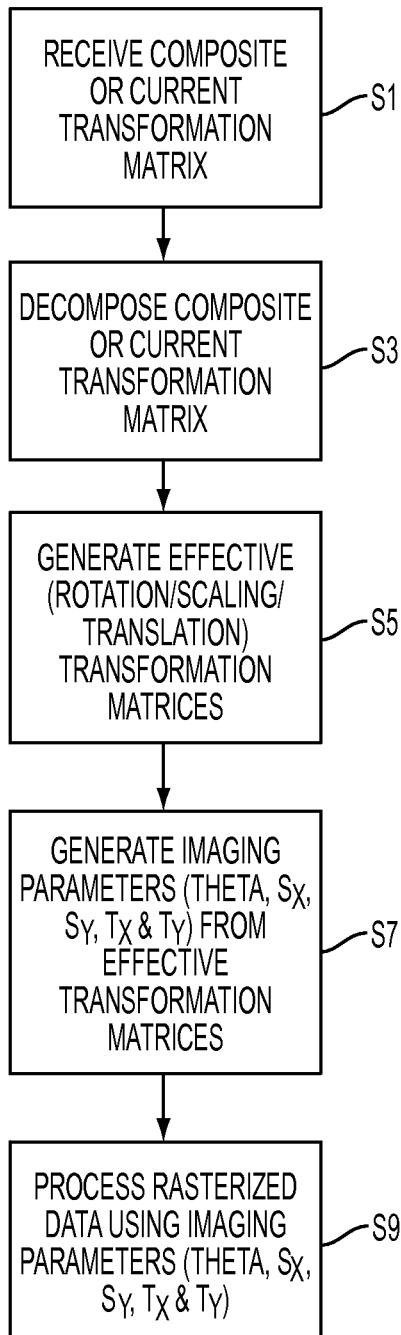 RECEIVE COMPOSITE
OR CURRENT
TRANSFORMATION
MATRIX
S1
DECOMPOSE COMPOSITE
OR CURRENT
TRANSFORMATION
MATRIX
S3
GENERATE EFFECTIVE
(ROTATION/SCALING/
TRANSLATION)
TRANSFORMATION
MATRICES
S5
GENERATE IMAGING
PARAMETERS (THETA, SX,
SY, TX & TY) FROM
EFFECTIVE
TRANSFORMATION
MATRICES
S7
PROCESS RASTERIZED
DATA USING IMAGING
PARAMETERS (THETA, SX,
SY, TX & TY)
S9